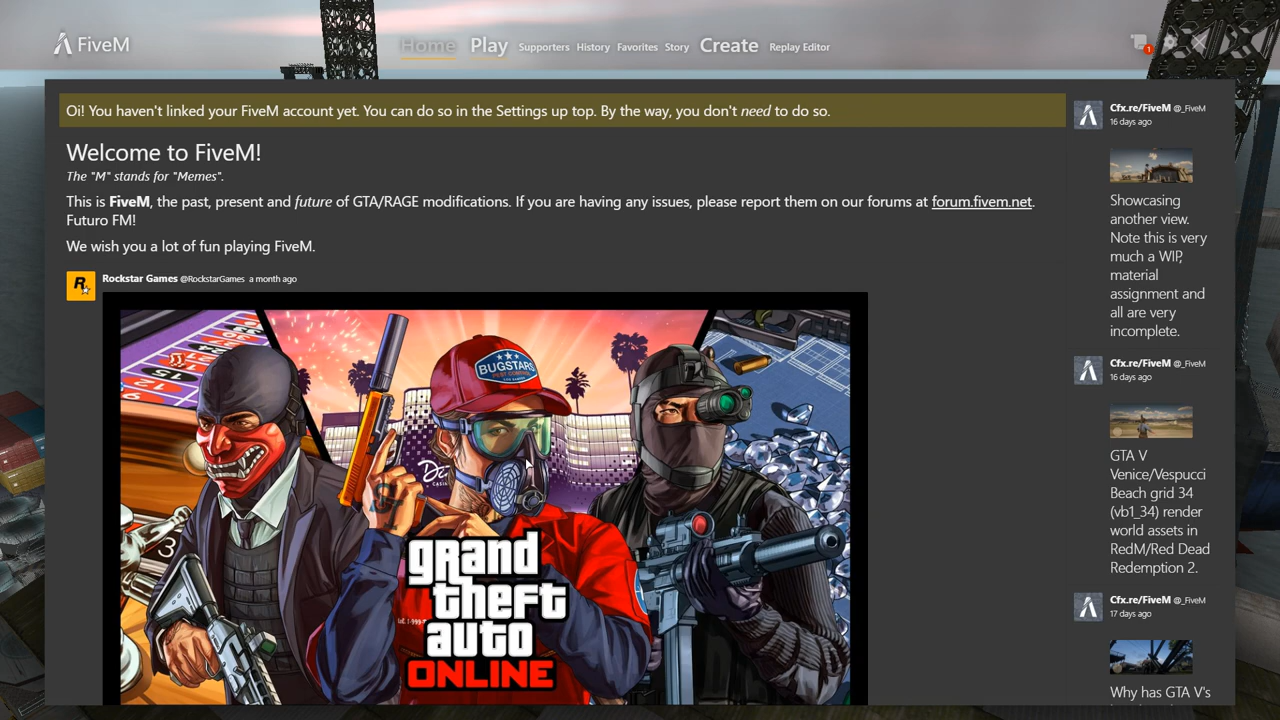 FiveM
Home Play Supporters History Favorites Story Create Replay Editor
1
Oi! You haven't linked your FiveM account yet. You can do so in the Settings up top. By the way, you don't need to do so.
Welcome to FiveM!
The "M" stands for "Memes".
This is FiveM, the past, present and future of GTA/RAGE modifications. If you are having any issues, please report them on our forums at forum.fivem.net.
Futuro FM!
We wish you a lot of fun playing FiveM.
R
Rockstar Games @RockstarGames a month ago
BUGSTARS
PEST CONTROL
grand
theft
auto
ONLINE
Cfx.re/FiveM @_FiveM
16 days ago
Showcasing
another view.
Note this is very
much a WIP,
material
assignment and
all are very
incomplete.
Cfx.re/FiveM @_FiveM
16 days ago
GTA V
Venice/Vespucci
Beach grid 34
(vb1_34) render
world assets in
RedM/Red Dead
Redemption 2.
Cfx.re/FiveM @_FiveM
17 days ago
Why has GTA V's